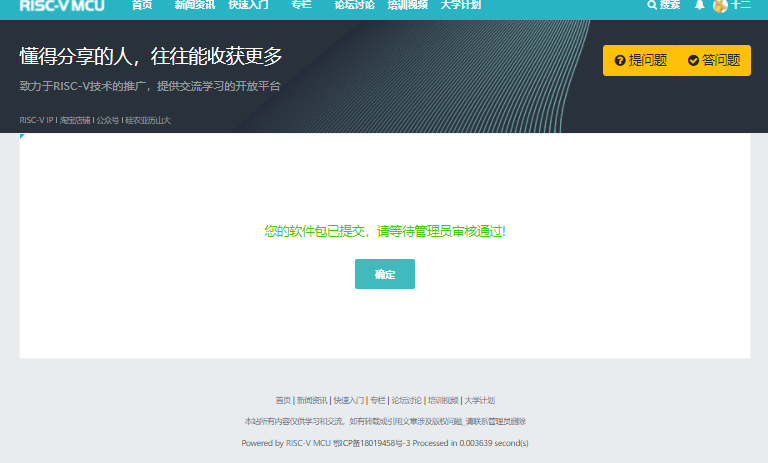 RISC-V MCU 首页 新闻资讯 快速入门 专栏 论坛讨论 培训视频 大学计划 搜索 十二
懂得分享的人，往往能收获更多
提问题 答问题
致力于RISC-V技术的推广，提供交流学习的开放平台
RISC-V IP | 淘宝店铺 | 公众号 | 硅农亚历山大
您的软件包已提交，请等待管理员审核通过!
确定
首页 | 新闻资讯 | 快速入门 | 专栏 | 论坛讨论 | 培训视频 | 大学计划
本站所有内容仅供学习和交流。如有转载或引用文章涉及版权问题_请联系管理员删除
Powered by RISC-V MCU 鄂ICP备18019458号-3 Processed in 0.003639 second(s)